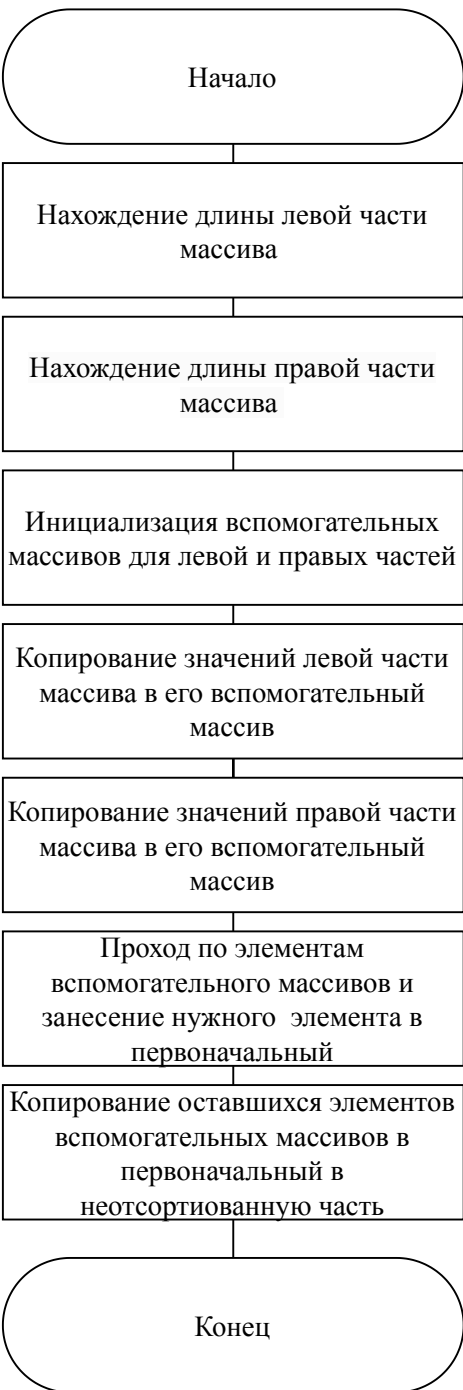 Начало
Нахождение длины левой части
массива
Нахождение длины правой части
массива
Инициализация вспомогательных
массивов для левой и правых частей
Копирование значений левой части
массива в его вспомогательный
массив
Копирование значений правой части
массива в его вспомогательный
массив
Проход по элементам
вспомогательного массивов и
занесение нужного  элемента в
первоначальный
Копирование оставшихся элементов
вспомогательных массивов в
первоначальный в
неотсортиованную часть
Конец